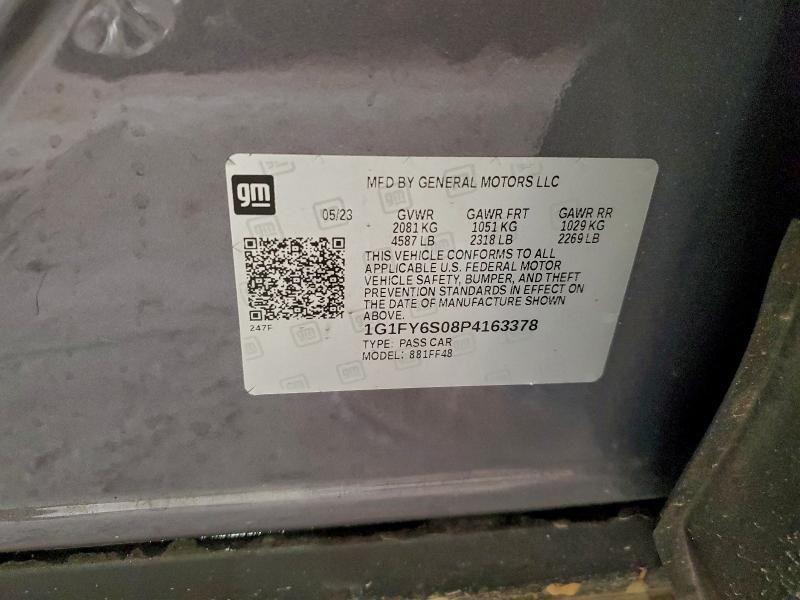 gm
MFD BY GENERAL MOTORS LLC
05/23 GVWR GAWR FRT GAWR RR
2081 KG 1051 KG 1029 KG
4587 LB 2318 LB 2269 LB
THIS VEHICLE CONFORMS TO ALL
APPLICABLE U.S. FEDERAL MOTOR
VEHICLE SAFETY, BUMPER, AND THEFT
PREVENTION STANDARDS IN EFFECT ON
THE DATE OF MANUFACTURE SHOWN
ABOVE.
247F
1G1FY6S08P4163378
TYPE: PASS CAR
MODEL: 881FF48